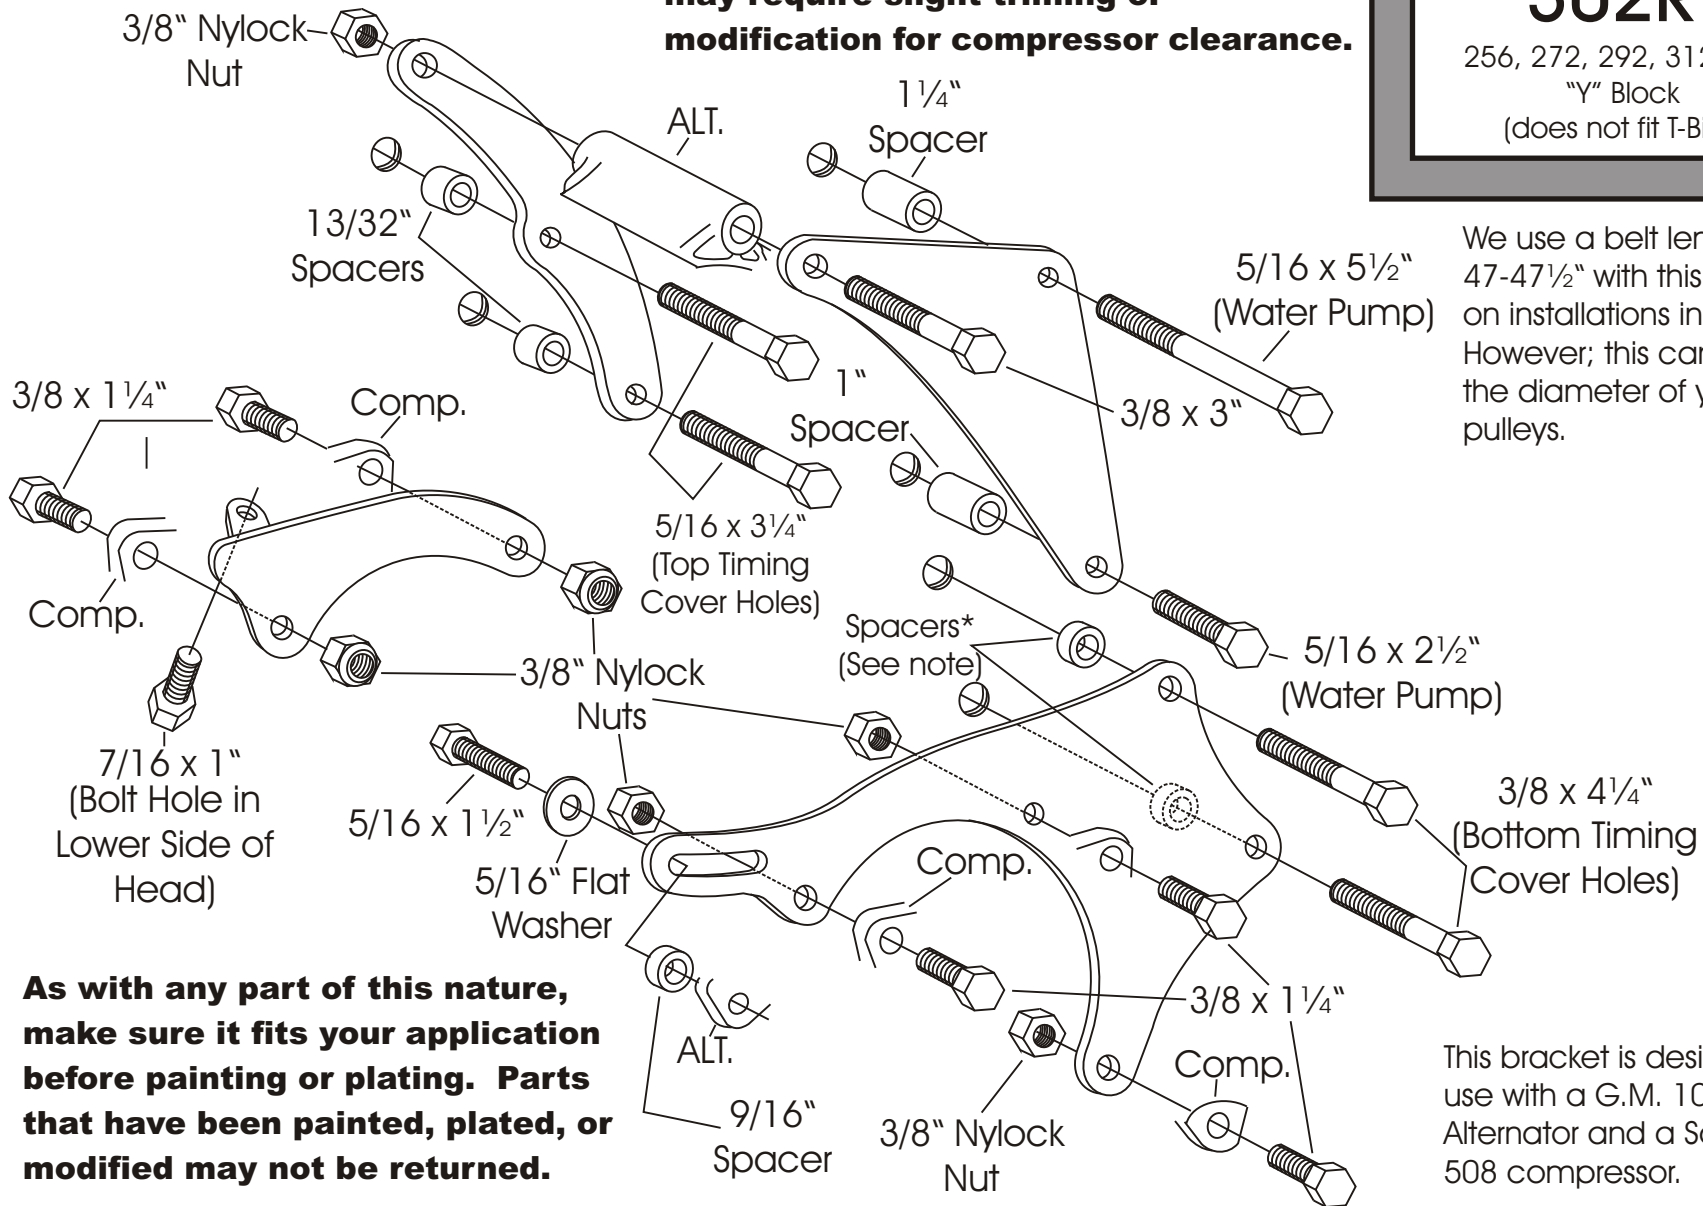 may require slight triming or
modification for compressor clearance.
256, 272, 292,
"Y" Block
(does not fit
3/8“ Nylock
Nut
ALT.
1¼“
Spacer
13/32“
Spacers
5/16 x 5½“
(Water Pump)
We use a belt
47-47½“ with this
on installations in
However; this
the diameter of
pulleys.
3/8 x 1¼“
Comp.
1“
Spacer
3/8 x 3“
5/16 x 3¼“
(Top Timing
Cover Holes)
Comp.
Spacers*
(See note)
5/16 x 2½“
(Water Pump)
3/8“ Nylock
Nuts
7/16 x 1“
(Bolt Hole in
Lower Side of
Head)
5/16 x 1½“
5/16“ Flat
Washer
Comp.
3/8 x 4¼“
(Bottom Timing
Cover Holes)
As with any part of this nature,
make sure it fits your application
before painting or plating. Parts
that have been painted, plated, or
modified may not be returned.
ALT.
9/16“
Spacer
3/8 x 1¼“
Comp.
3/8“ Nylock
Nut
This bracket is
use with a G.M.
Alternator and a
508 compressor.